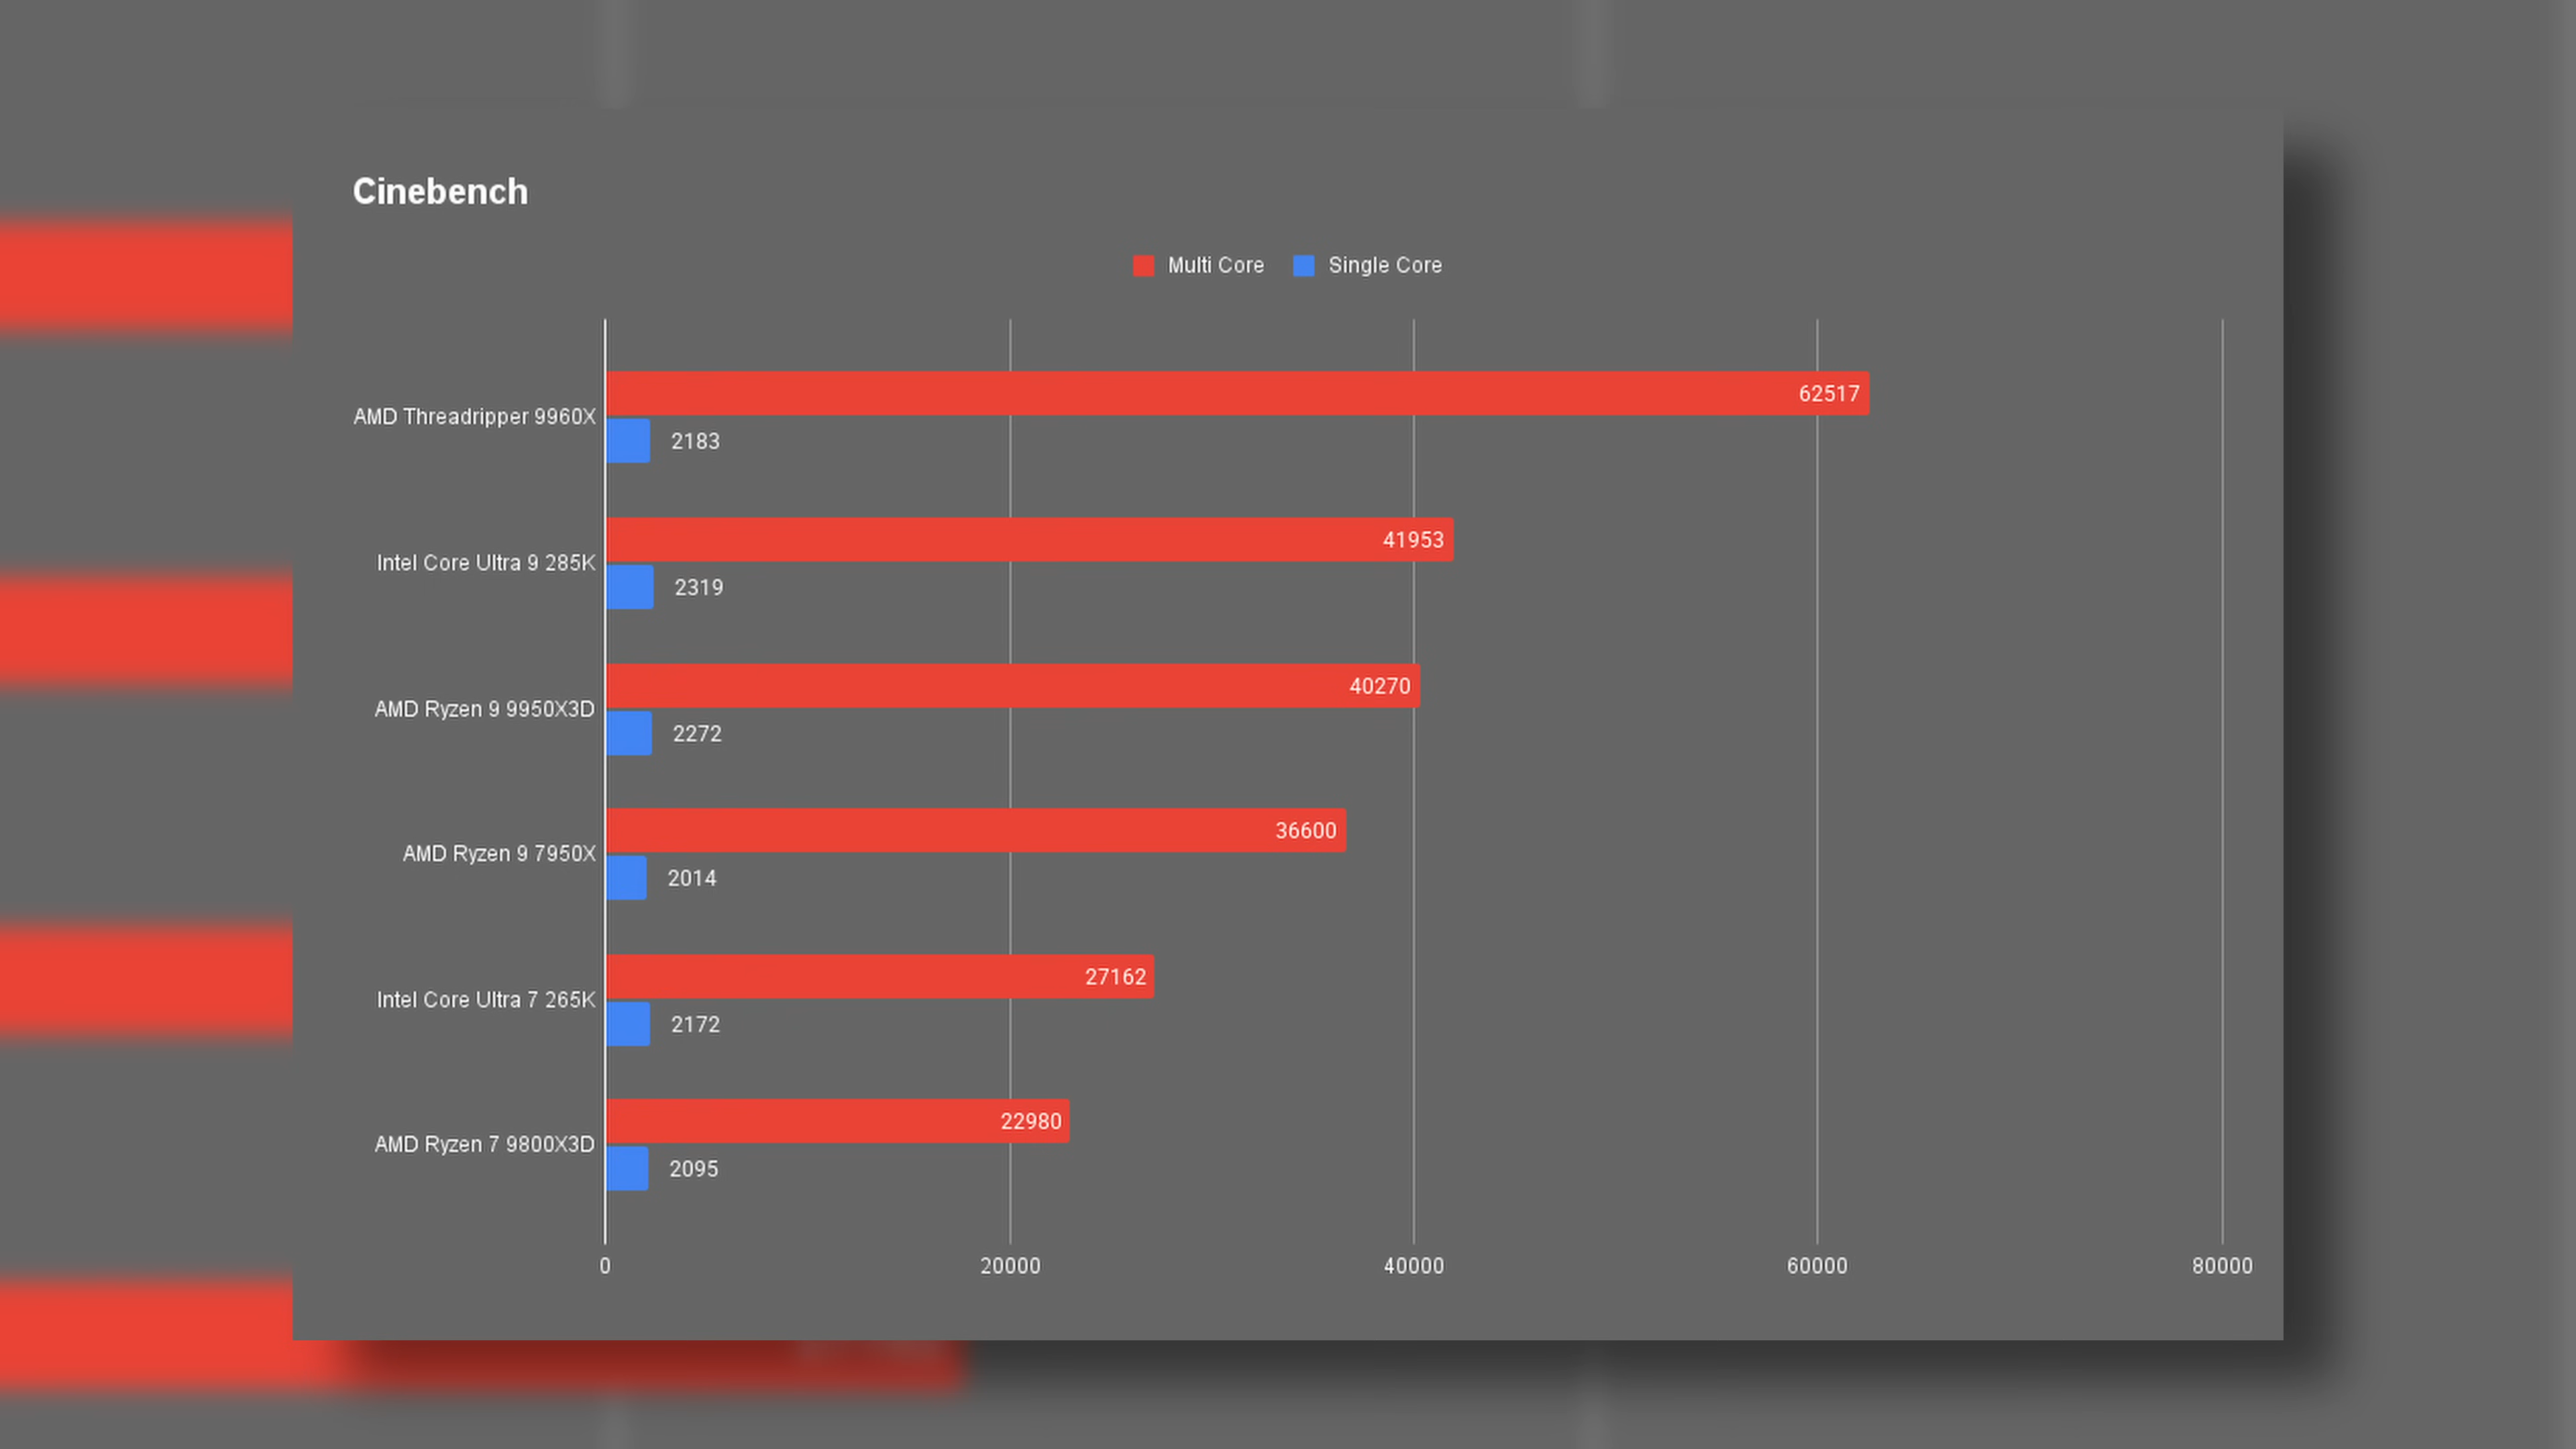 Cinebench
Multi Core Single Core
AMD Threadripper 9960X
62517
2183
Intel Core Ultra 9 285K
41953
2319
AMD Ryzen 9 9950X3D
40270
2272
AMD Ryzen 9 7950X
36600
2014
Intel Core Ultra 7 265K
27162
2172
AMD Ryzen 7 9800X3D
22980
2095
0 20000 40000 60000 80000